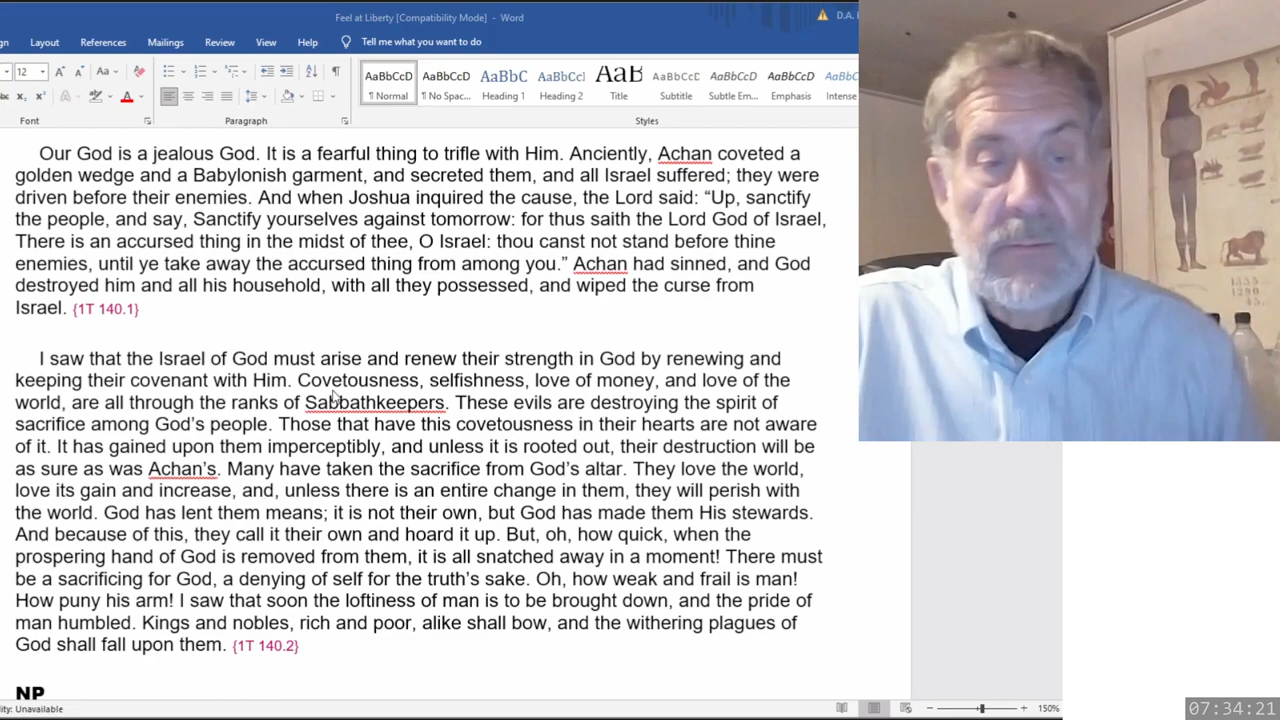 Feel at Liberty [Compatibility Mode] - Word
D.A.
Layout References Mailings Review View Help Tell me what you want to do
12
Aa
AaBbCcD AaBbCcD AaBbC AaBbCcl AaB AaBbCcD AaBbCcD AaBbCcD AaBbCc
¶ Normal ¶ No Spac... Heading 1 Heading 2 Title Subtitle Subtle Em... Emphasis Intense
Font Paragraph Styles
Our God is a jealous God. It is a fearful thing to trifle with Him. Anciently, Achan coveted a
golden wedge and a Babylonish garment, and secreted them, and all Israel suffered; they were
driven before their enemies. And when Joshua inquired the cause, the Lord said: “Up, sanctify
the people, and say, Sanctify yourselves against tomorrow: for thus saith the Lord God of Israel,
There is an accursed thing in the midst of thee, O Israel: thou canst not stand before thine
enemies, until ye take away the accursed thing from among you.” Achan had sinned, and God
destroyed him and all his household, with all they possessed, and wiped the curse from
Israel. {1T 140.1}
I saw that the Israel of God must arise and renew their strength in God by renewing and
keeping their covenant with Him. Covetousness, selfishness, love of money, and love of the
world, are all through the ranks of Sabbathkeepers. These evils are destroying the spirit of
sacrifice among God’s people. Those that have this covetousness in their hearts are not aware
of it. It has gained upon them imperceptibly, and unless it is rooted out, their destruction will be
as sure as was Achan’s. Many have taken the sacrifice from God’s altar. They love the world,
love its gain and increase, and, unless there is an entire change in them, they will perish with
the world. God has lent them means; it is not their own, but God has made them His stewards.
And because of this, they call it their own and hoard it up. But, oh, how quick, when the
prospering hand of God is removed from them, it is all snatched away in a moment! There must
be a sacrificing for God, a denying of self for the truth’s sake. Oh, how weak and frail is man!
How puny his arm! I saw that soon the loftiness of man is to be brought down, and the pride of
man humbled. Kings and nobles, rich and poor, alike shall bow, and the withering plagues of
God shall fall upon them. {1T 140.2}
NP
lity: Unavailable
150%
1335
1290
07:34:21